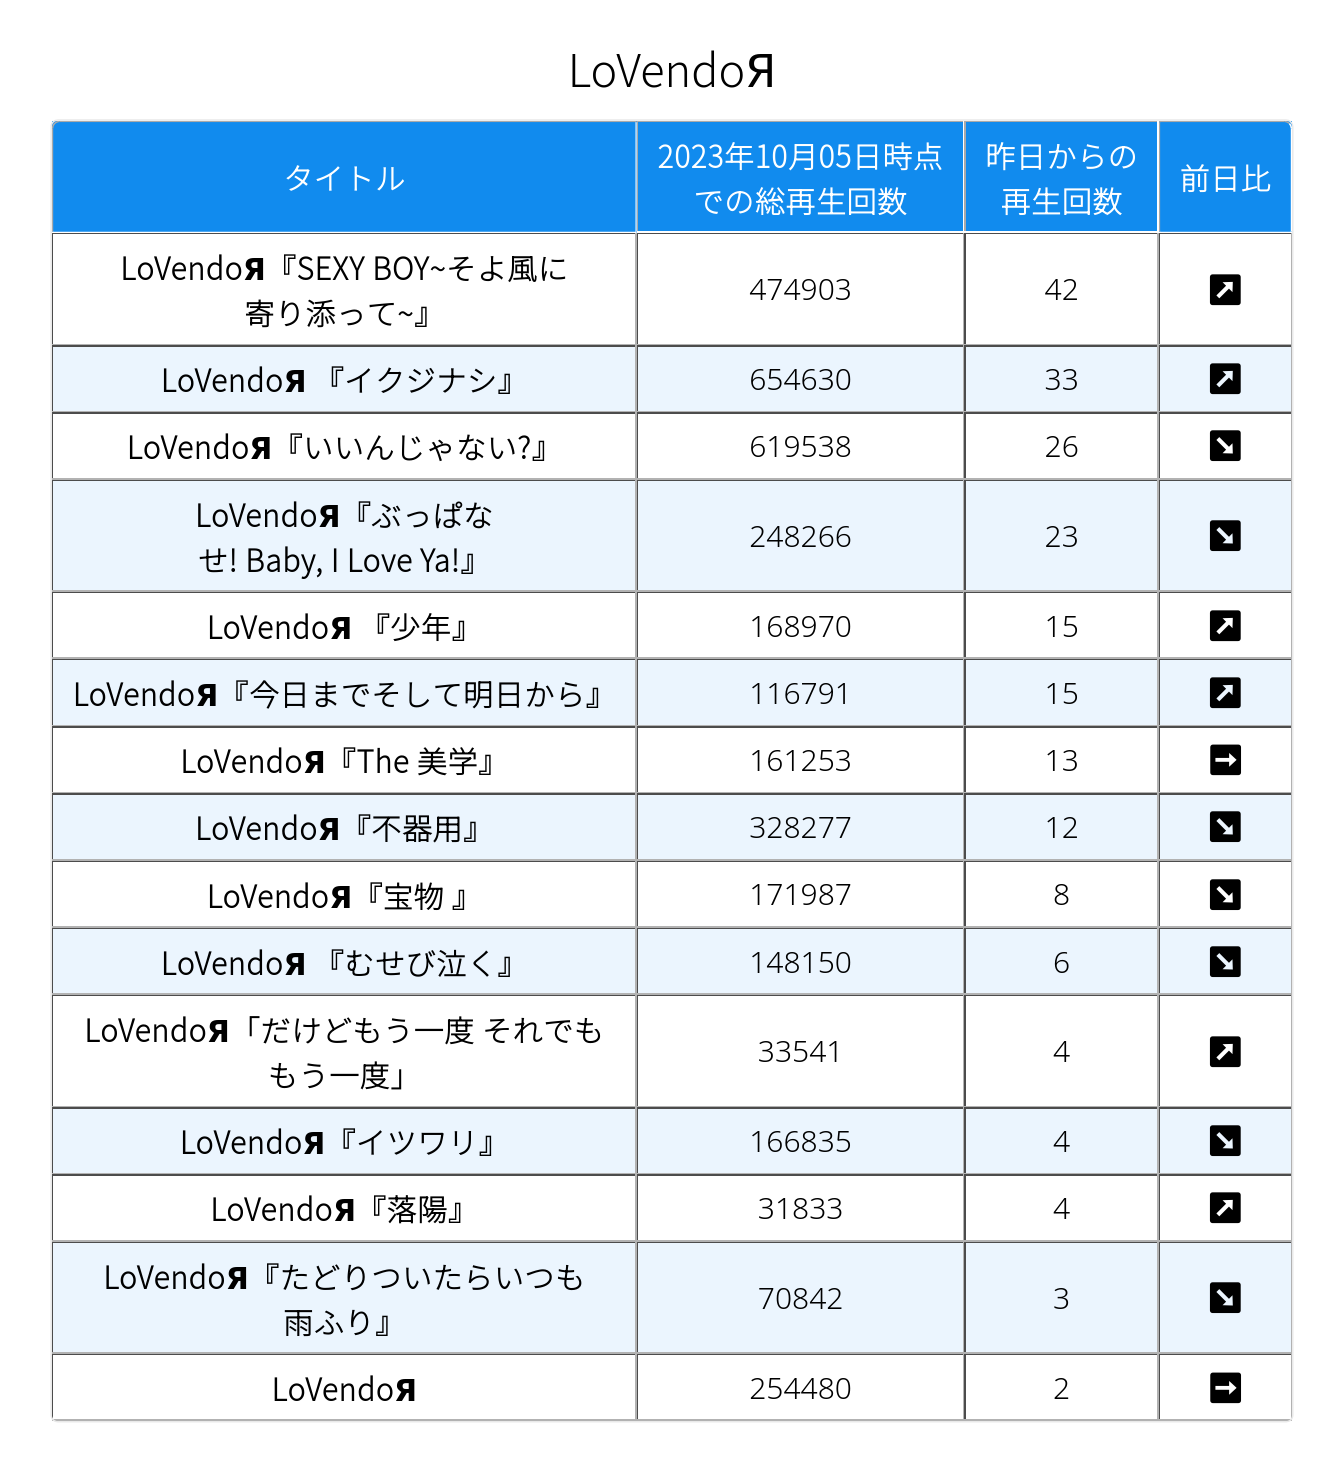 LoVendoЯ
タイトル
2023年10月05日時点
での総再生回数
昨日からの
再生回数
前日比
LoVendoЯ『SEXY BOY~そよ風に
寄り添って~』
474903
42
↗
LoVendoЯ 『イクジナシ』
654630
33
↗
LoVendoЯ『いいんじゃない?』
619538
26
↘
LoVendoЯ『ぶっぱな
せ! Baby, I Love Ya!』
248266
23
↘
LoVendoЯ 『少年』
168970
15
↗
LoVendoЯ『今日までそして明日から』
116791
15
↗
LoVendoЯ『The 美学』
161253
13
→
LoVendoЯ『不器用』
328277
12
↘
LoVendoЯ『宝物 』
171987
8
↘
LoVendoЯ 『むせび泣く』
148150
6
↘
LoVendoЯ「だけどもう一度 それでも
もう一度」
33541
4
↗
LoVendoЯ『イツワリ』
166835
4
↘
LoVendoЯ『落陽』
31833
4
↗
LoVendoЯ『たどりついたらいつも
雨ふり』
70842
3
↘
LoVendoЯ
254480
2
→